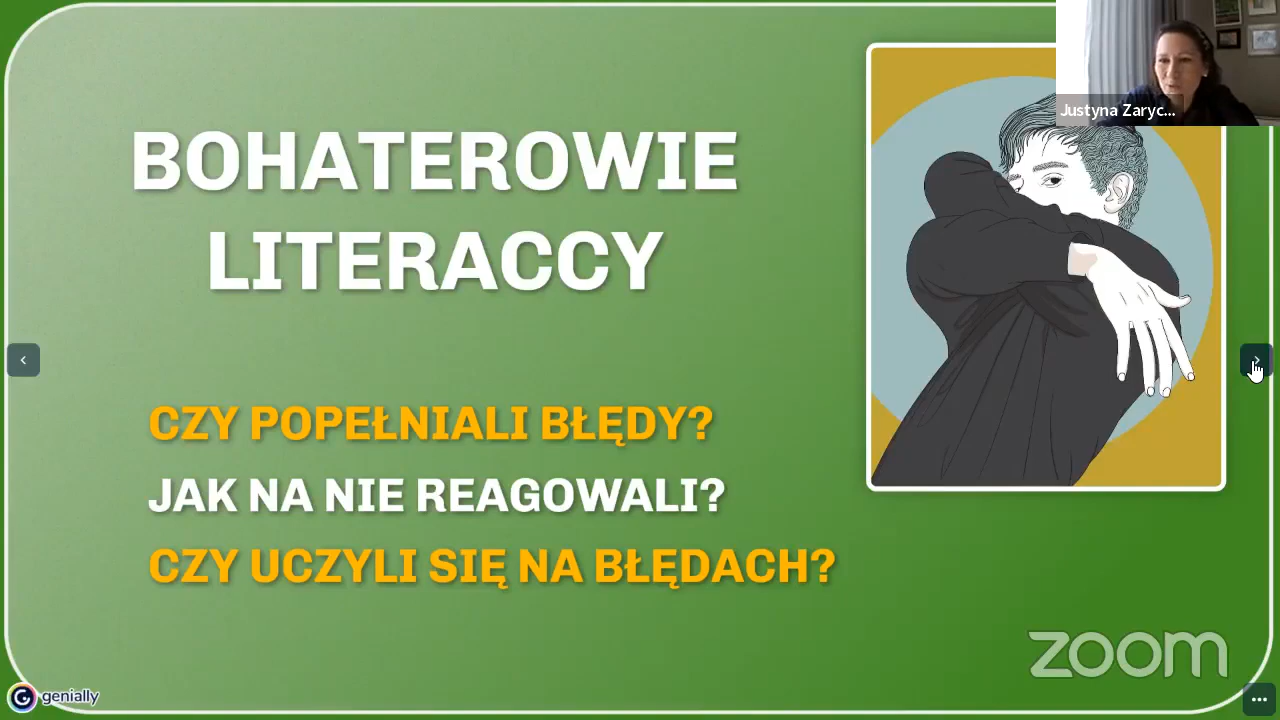 BOHATEROWIE
LITERACCY
Justyna Zaryc...
CZY POPEŁNIALI BŁĘDY?
JAK NA NIE REAGOWALI?
CZY UCZYLI SIĘ NA BŁĘDACH?
zoom
genially